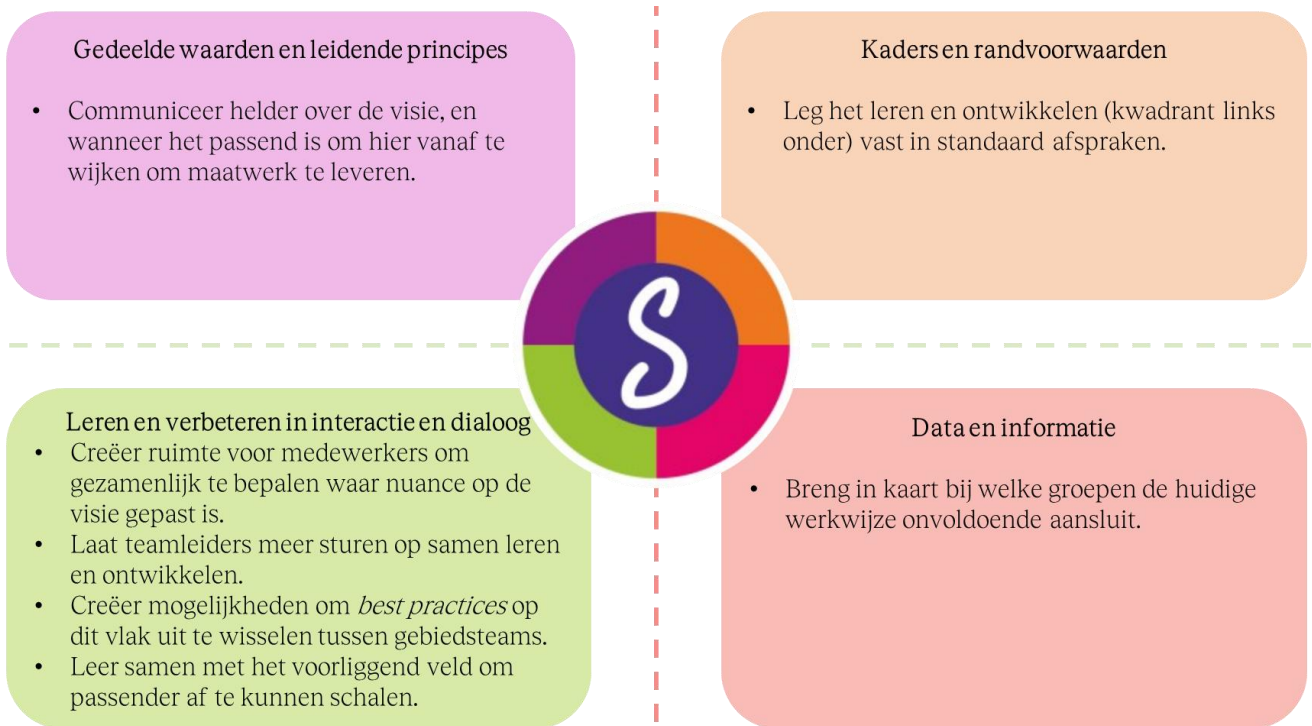 Gedeelde waarden en leidende principes
• Communiceer helder over de visie, en
wanneer het passend is om hier vanaf te
wijken om maatwerk te leveren.
Kaders en randvoorwaarden
• Leg het leren en ontwikkelen (kwadrant links
onder) vast in standaard afspraken.
S
Leren en verbeteren in interactie en dialoog
• Creëer ruimte voor medewerkers om
gezamenlijk te bepalen waar nuance op de
visie gepast is.
• Laat teamleiders meer sturen op samen leren
en ontwikkelen.
• Creëer mogelijkheden om best practices op
dit vlak uit te wisselen tussen gebiedsteams.
• Leer samen met het voorliggend veld om
passender af te kunnen schalen.
Data en informatie
• Breng in kaart bij welke groepen de huidige
werkwijze onvoldoende aansluit.